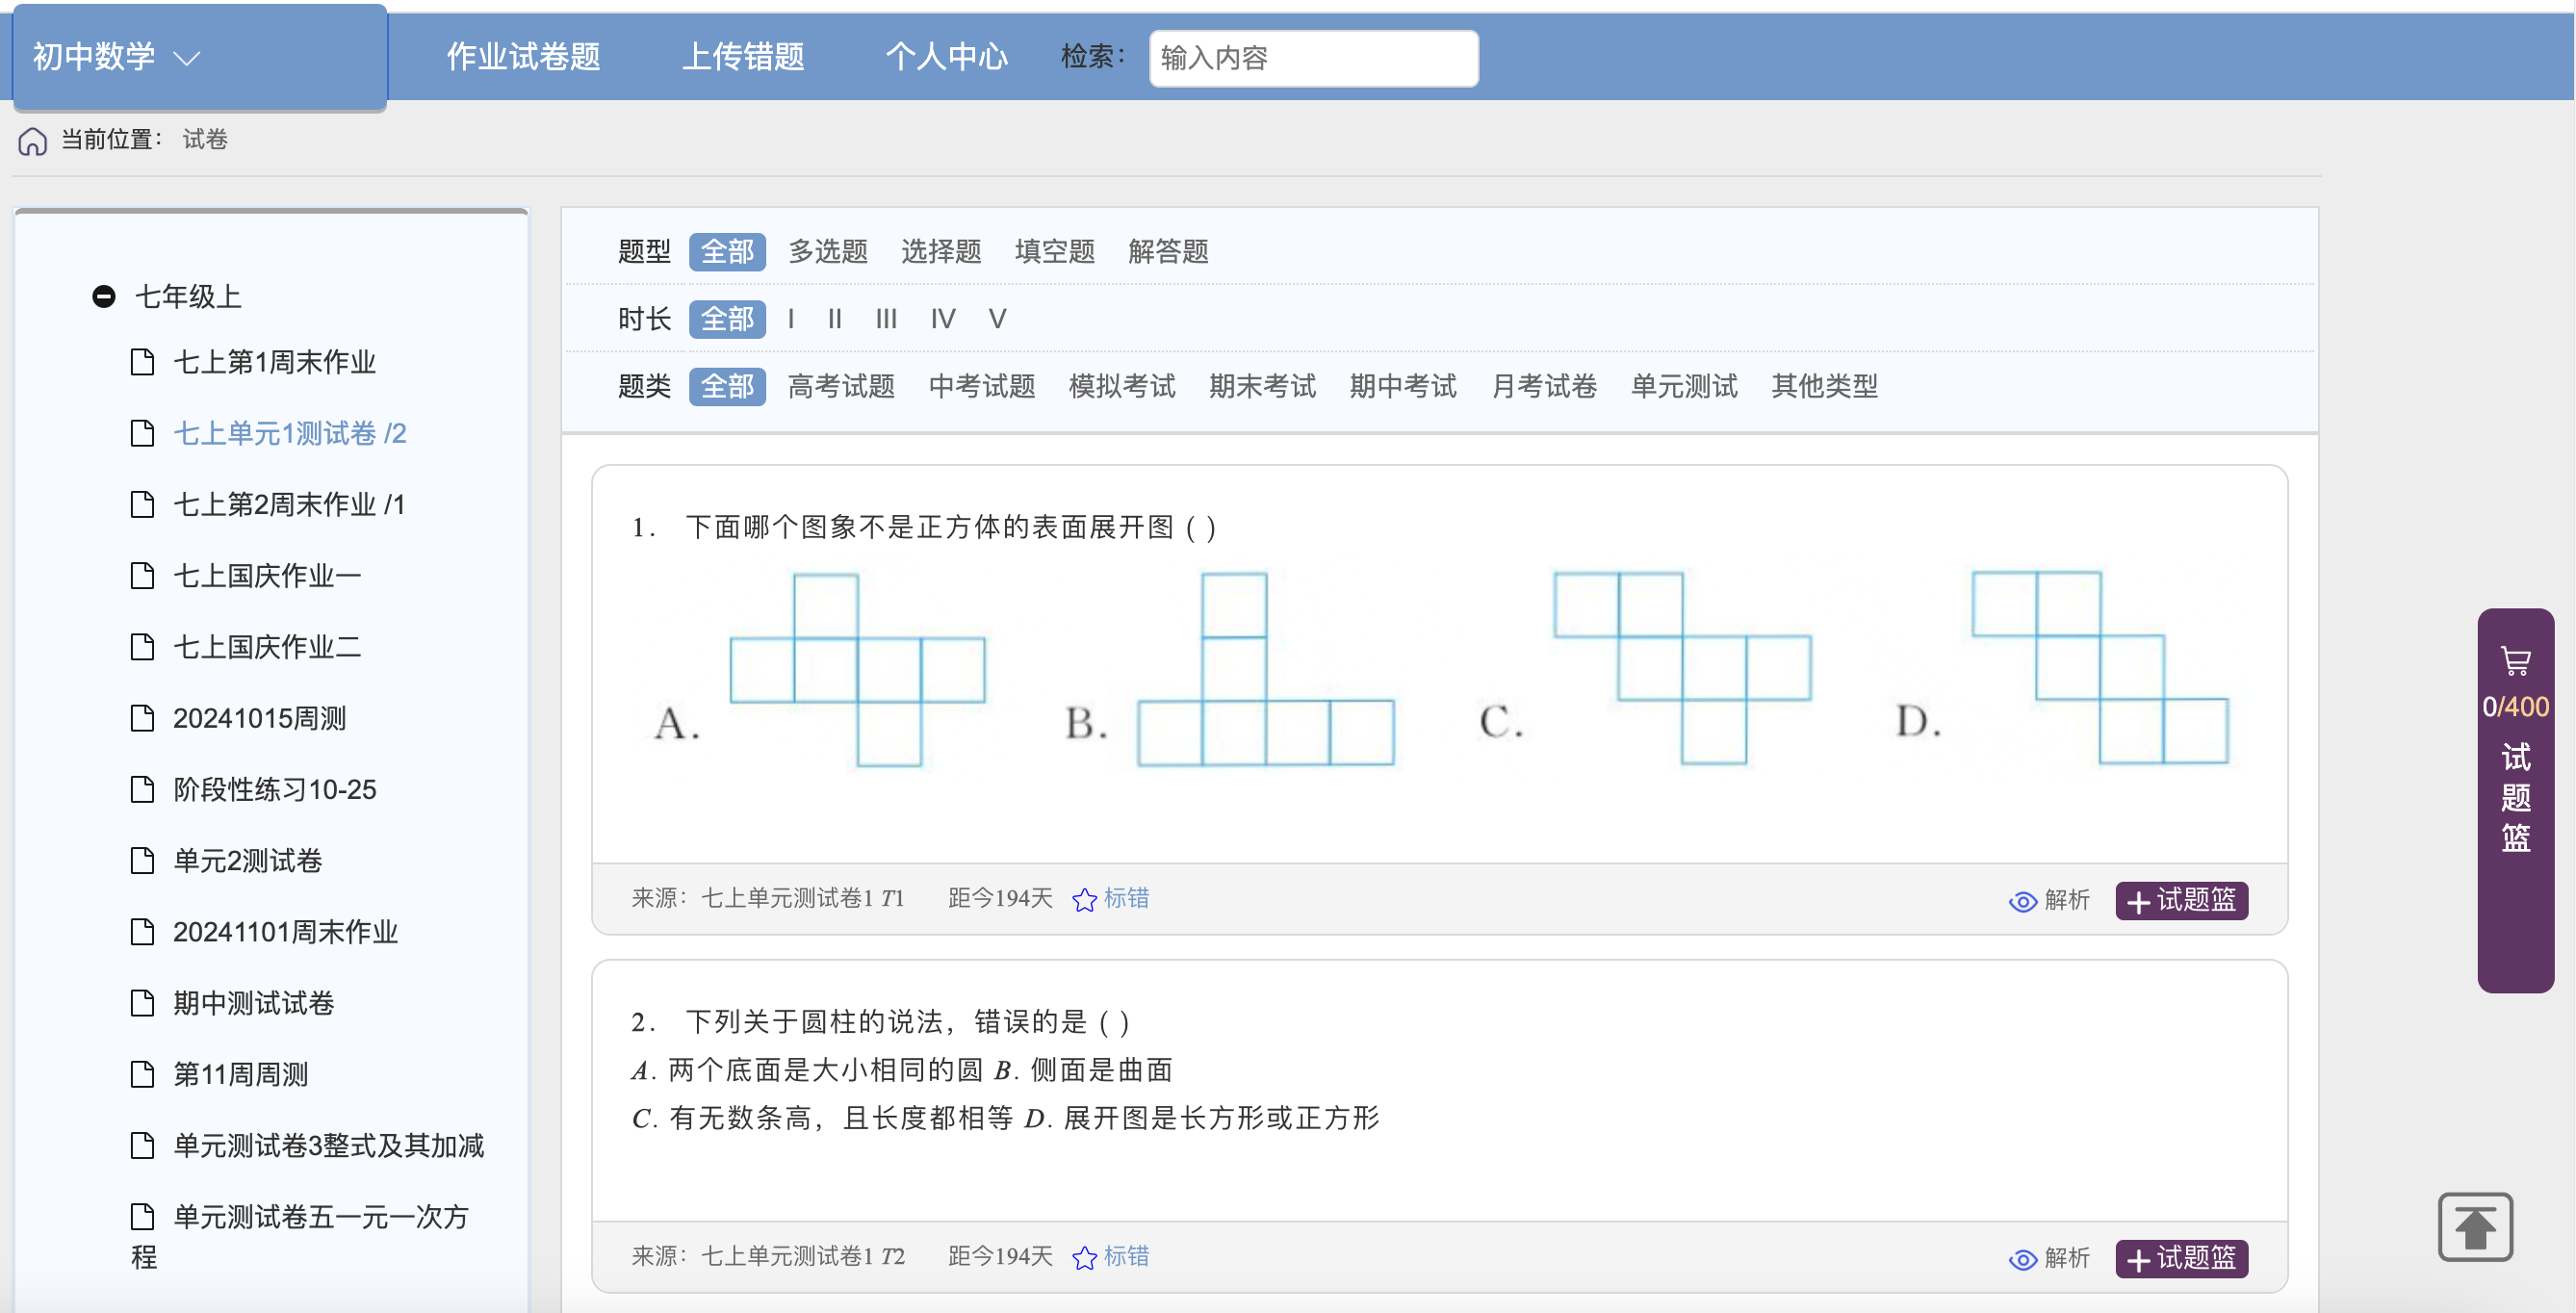 初中数学
作业试卷题
上传错题
个人中心
检索：
输入内容
当前位置： 试卷
七年级上
七上第1周末作业
七上单元1测试卷 /2
七上第2周末作业 /1
七上国庆作业一
七上国庆作业二
20241015周测
阶段性练习10-25
单元2测试卷
20241101周末作业
期中测试试卷
第11周周测
单元测试卷3整式及其加减
单元测试卷五一元一次方
程
题型 全部 多选题 选择题 填空题 解答题
时长 全部 I II III IV V
题类 全部 高考试题 中考试题 模拟考试 期末考试 期中考试 月考试卷 单元测试 其他类型
1. 下面哪个图象不是正方体的表面展开图 ( )
A. B. C. D.
来源：七上单元测试卷1 T1 距今194天 标错 解析 试题篮
2. 下列关于圆柱的说法，错误的是 ( )
A. 两个底面是大小相同的圆 B. 侧面是曲面
C. 有无数条高，且长度都相等 D. 展开图是长方形或正方形
来源：七上单元测试卷1 T2 距今194天 标错 解析 试题篮
0/400
试
题
篮